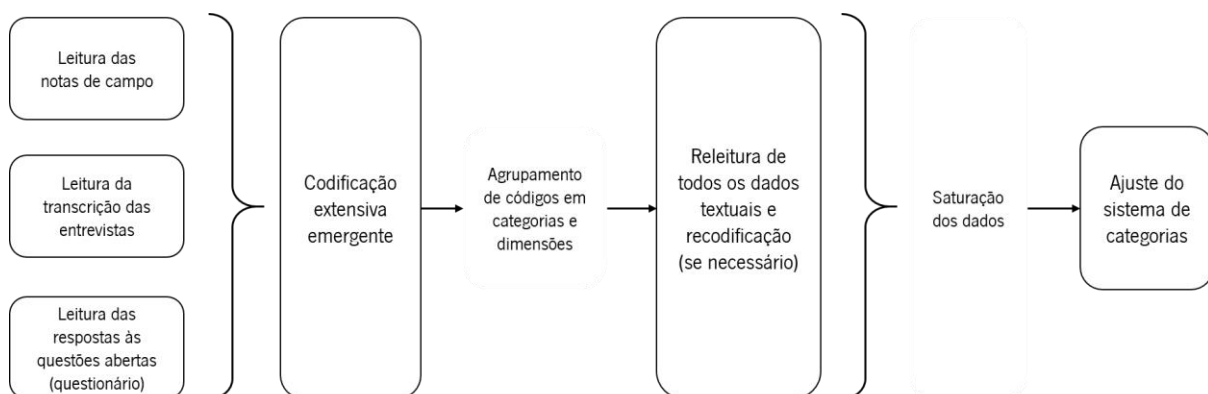 Leitura das
notas de campo
Leitura da
transcrição das
entrevistas
Leitura das
respostas às
questões abertas
(questionário)
Codificação
extensiva
emergente
Agrupamento
de códigos em
categorias e
dimensões
Releitura de
todos os dados
textuais e
recodificação
(se necessário)
Saturação
dos dados
Ajuste do
sistema de
categorias